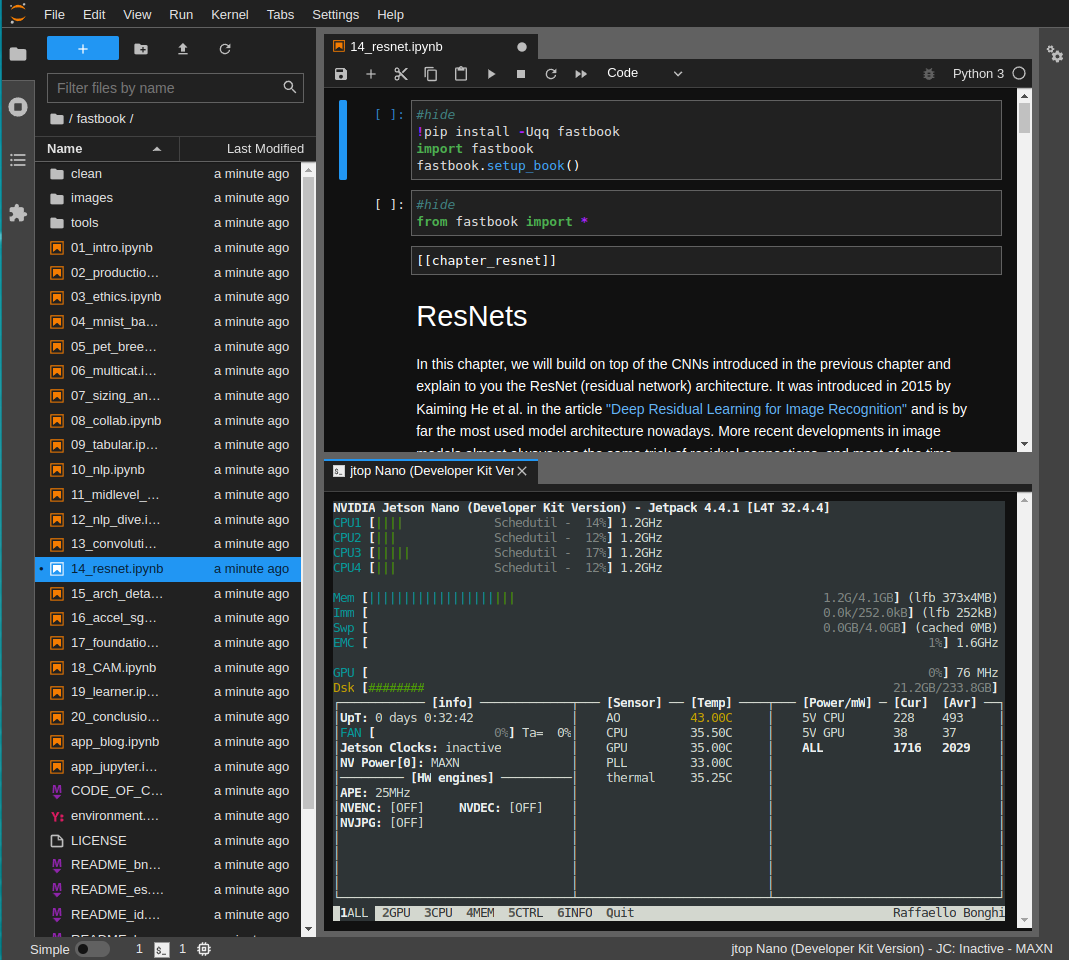 File Edit View Run Kernel Tabs Settings Help
Filter files by name
/ fastbook /
Name Last Modified
clean a minute ago
images a minute ago
tools a minute ago
01_intro.ipynb a minute ago
02_productio… a minute ago
03_ethics.ipynb a minute ago
04_mnist_ba… a minute ago
05_pet_bree… a minute ago
06_multicat.i… a minute ago
07_sizing_an… a minute ago
08_collab.ipynb a minute ago
09_tabular.ip… a minute ago
10_nlp.ipynb a minute ago
11_midlevel_… a minute ago
12_nlp_dive.i… a minute ago
13_convoluti… a minute ago
14_resnet.ipynb a minute ago
15_arch_deta… a minute ago
16_accel_sg… a minute ago
17_foundatio… a minute ago
18_CAM.ipynb a minute ago
19_learner.ip… a minute ago
20_conclusio… a minute ago
app_blog.ipynb a minute ago
app_jupyter.i… a minute ago
CODE_OF_C… a minute ago
environment.… a minute ago
LICENSE a minute ago
README_bn… a minute ago
README_es.… a minute ago
README_id.… a minute ago
14_resnet.ipynb
Code Python 3
[ ]: #hide
!pip install -Uqq fastbook
import fastbook
fastbook.setup_book()
[ ]: #hide
from fastbook import *
[[chapter_resnet]]
ResNets
In this chapter, we will build on top of the CNNs introduced in the previous chapter and
explain to you the ResNet (residual network) architecture. It was introduced in 2015 by
Kaiming He et al. in the article "Deep Residual Learning for Image Recognition" and is by
far the most used model architecture nowadays. More recent developments in image
models almost always use the same trick of residual connections, and most of the time
jtop Nano (Developer Kit Ver
NVIDIA Jetson Nano (Developer Kit Version) - Jetpack 4.4.1 [L4T 32.4.4]
CPU1 [|||| Schedutil - 14%] 1.2GHz
CPU2 [||| Schedutil - 12%] 1.2GHz
CPU3 [||||| Schedutil - 17%] 1.2GHz
CPU4 [||| Schedutil - 12%] 1.2GHz
Mem [||||||||||||||||||||| 1.2G/4.1GB] (lfb 373x4MB)
Imm [ 0.0k/252.0kB] (lfb 252kB)
Swp [ 0.0GB/4.0GB] (cached 0MB)
EMC [ 1%] 1.6GHz
GPU [ 0%] 76 MHz
Dsk [######## 21.2GB/233.8GB]
[info] [Sensor] [Temp] [Power/mW] [Cur] [Avr]
UpT: 0 days 0:32:42 AO 43.00C 5V CPU 228 493
FAN [ 0%] Ta= 0% CPU 35.50C 5V GPU 38 37
Jetson Clocks: inactive GPU 35.00C ALL 1716 2029
NV Power[0]: MAXN PLL 33.00C
[HW engines] thermal 35.25C
APE: 25MHz
NVENC: [OFF] NVDEC: [OFF]
NVJPG: [OFF]
1ALL 2GPU 3CPU 4MEM 5CTRL 6INFO Quit Raffaello Bonghi
Simple 1 1 jtop Nano (Developer Kit Version) - JC: Inactive - MAXN